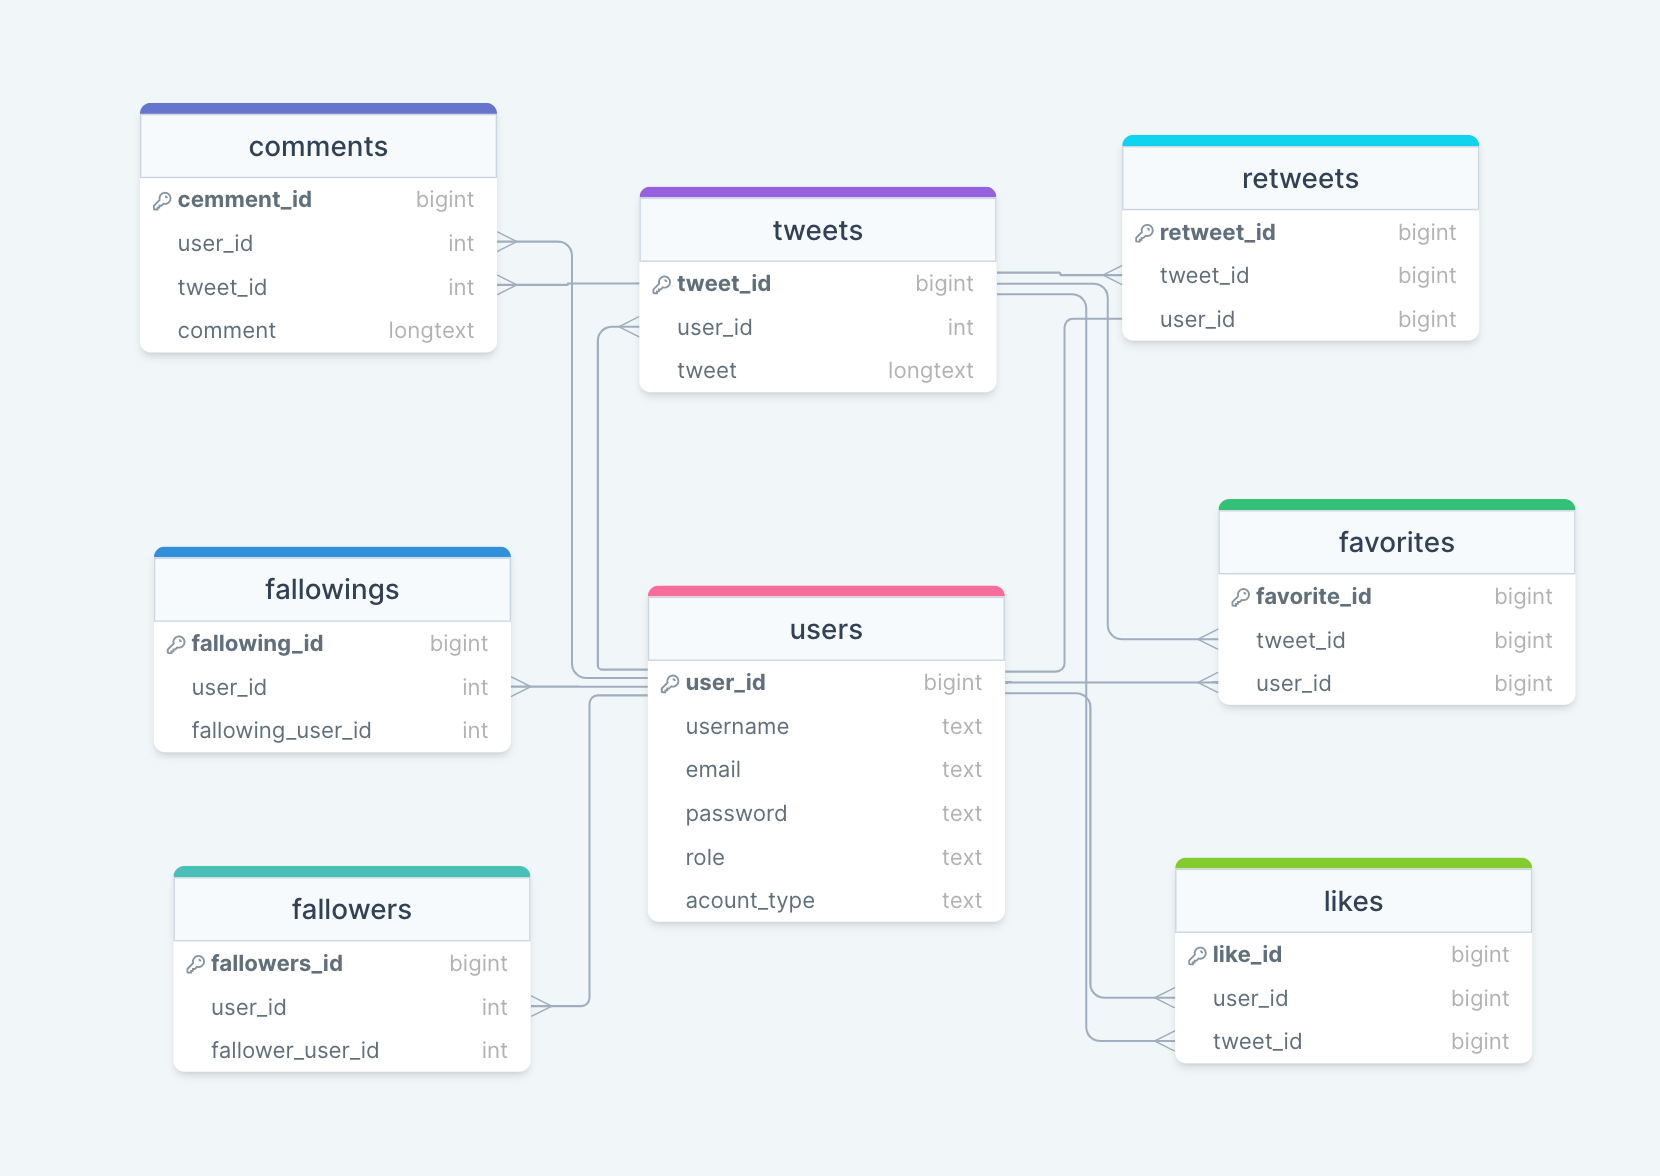 comments
cemment_id bigint
user_id int
tweet_id int
comment longtext
tweets
tweet_id bigint
user_id int
tweet longtext
retweets
retweet_id bigint
tweet_id bigint
user_id bigint
fallowings
fallowing_id bigint
user_id int
fallowing_user_id int
users
user_id bigint
username text
email text
password text
role text
acount_type text
favorites
favorite_id bigint
tweet_id bigint
user_id bigint
fallowers
fallowers_id bigint
user_id int
fallower_user_id int
likes
like_id bigint
user_id bigint
tweet_id bigint